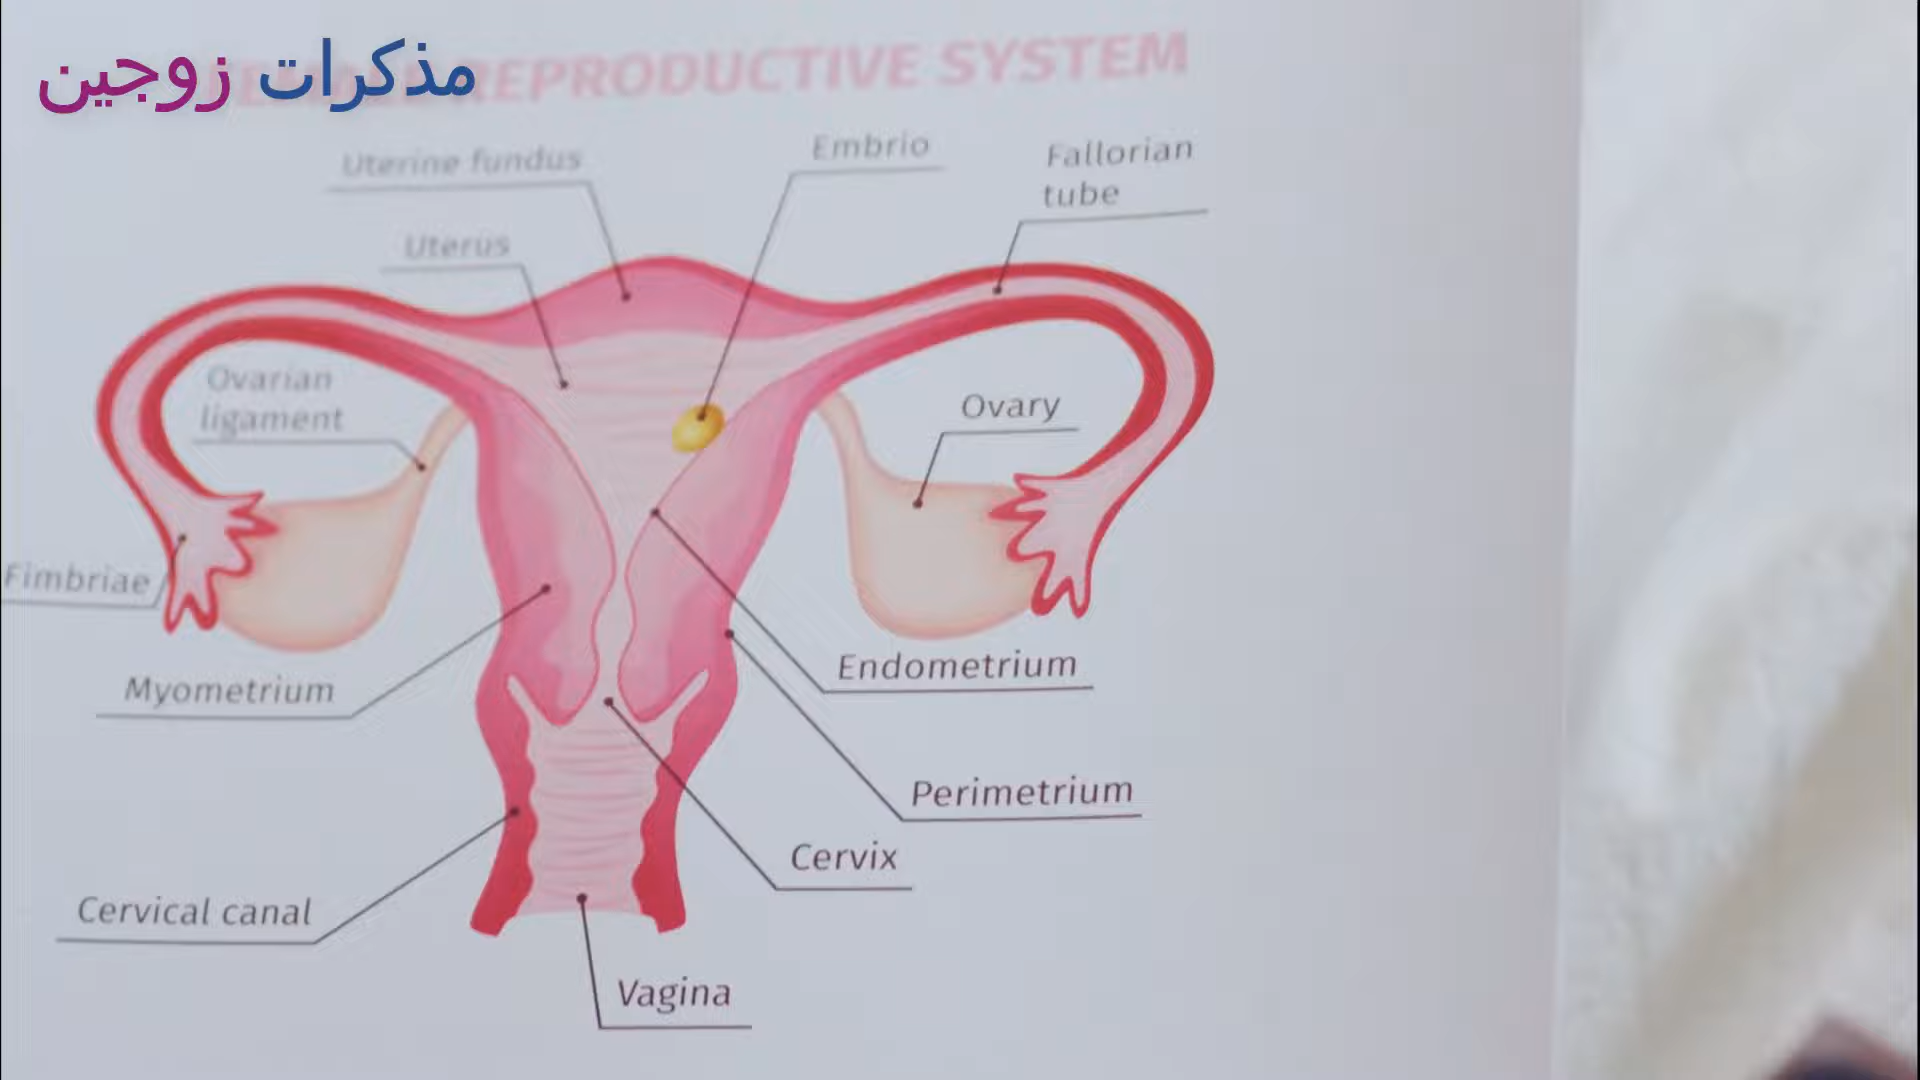 مذكرات زوجين
REPRODUCTIVE SYSTEM
Uterine fundus
Embrio
Fallorian
tube
Uterus
Ovarian
ligament
Ovary
Fimbriae
Endometrium
Myometrium
Perimetrium
Cervix
Cervical canal
Vagina